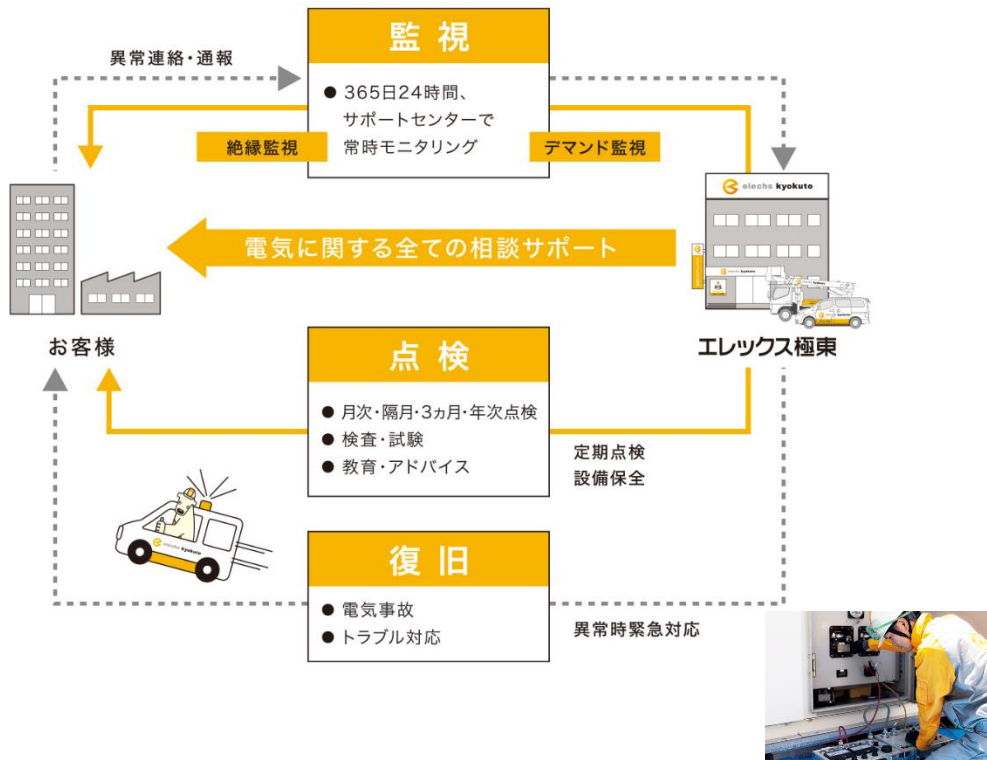 監視
異常連絡・通報
● 365日24時間、
サポートセンターで
常時モニタリング
絶縁監視
デマンド監視
elechs kyokuto
電気に関する全ての相談サポート
elechs kyokuto
お客様
エレックス極東
点検
● 月次・隔月・3ヵ月・年次点検
● 検査・試験
● 教育・アドバイス
定期点検
設備保全
elechs kyokuto
復旧
● 電気事故
● トラブル対応
異常時緊急対応